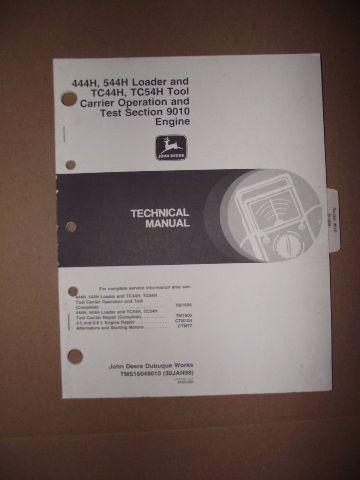 444H, 544H Loader and
TC44H, TC54H Tool
Carrier Operation and
Test Section 9010
Engine
JOHN DEERE
TECHNICAL
MANUAL
For complete service information also see:
444H, 544H Loader and TC44H, TC54H
Tool Carrier Operation and Test
(Complete) . . . . . . . . . . TM1604
444H, 544H Loader and TC44H, TC54H
Tool Carrier Repair (Complete) . . . . . . TM1605
4.5 and 6.8 L Engine Repair . . . . . . CTM104
Alternators and Starting Motors . . . . . . CTM77
John Deere Dubuque Works
TMS16049010 (30JAN98)
ENGLISH